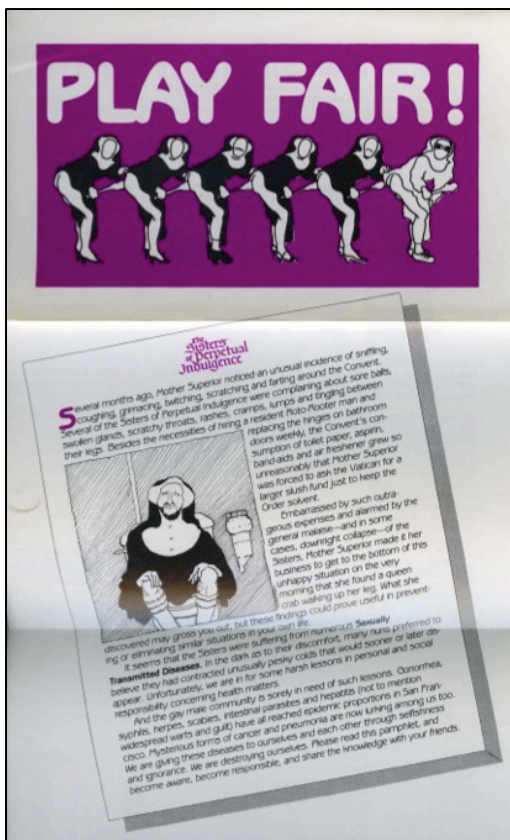 PLAY FAIR!
The
Sisters
of Perpetual
Indulgence
Several months ago, Mother Superior noticed an unusual incidence of sniffing,
coughing, grimacing, twitching, scratching and farting around the Convent.
Several of the Sisters of Perpetual Indulgence were complaining about sore balls,
swollen glands, scratchy throats, rashes, cramps, lumps and tingling between
their legs. Besides the necessities of hiring a resident Roto-Rooter man and
replacing the hinges on bathroom
doors weekly, the Convent's con-
sumption of toilet paper, aspirin,
band-aids and air freshener grew so
unreasonably that Mother Superior
was forced to ask the Vatican for a
larger slush fund just to keep the
Order solvent.
Embarrassed by such outra-
geous expenses and alarmed by the
general malaise—and in some
cases, downright collapse—of the
Sisters, Mother Superior made it her
business to get to the bottom of this
unhappy situation on the very
morning that she found a queen
crab walking up her leg. What she
discovered may gross you out, but these findings could prove useful in prevent-
ing or eliminating similar situations in your own life.
It seems that the Sisters were suffering from numerous Sexually
Transmitted Diseases. In the dark as to their discomfort, many nuns preferred to
believe they had contracted unusually pesky colds that would sooner or later dis-
appear. Unfortunately, we are in for some harsh lessons in personal and social
responsibility concerning health matters.
And the gay male community is sorely in need of such lessons. Gonorrhea,
syphilis, herpes, scabies, intestinal parasites and hepatitis (not to mention
widespread warts and guilt) have all reached epidemic proportions in San Fran-
cisco. Mysterious forms of cancer and pneumonia are now lurking among us too.
We are giving these diseases to ourselves and each other through selfishness
and ignorance. We are destroying ourselves. Please read this pamphlet, and
become aware, become responsible, and share the knowledge with your friends.